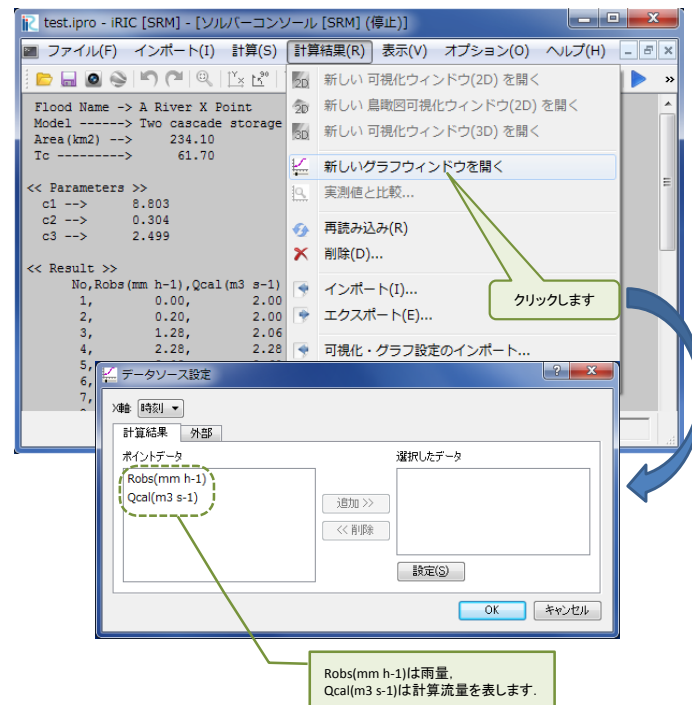 test.ipro - iRIC [SRM] - [ソルバーコンソール [SRM] (停止)]
ファイル(F) インポート(I) 計算(S) 計算結果(R) 表示(V) オプション(O) ヘルプ(H)
Flood Name -> A River X Point
Model ------> Two cascade storage
Area(km2) --> 234.10
Tc ---------> 61.70
<< Parameters >>
c1 --> 8.803
c2 --> 0.304
c3 --> 2.499
<< Result >>
No,Robs(mm h-1),Qcal(m3 s-1)
1, 0.00, 2.00
2, 0.20, 2.00
3, 1.28, 2.06
4, 2.28, 2.28
5,
6,
7,
新しい 可視化ウィンドウ(2D) を開く
新しい 鳥瞰図可視化ウィンドウ(2D) を開く
新しい 可視化ウィンドウ(3D) を開く
新しいグラフウィンドウを開く
実測値と比較...
再読み込み(R)
削除(D)...
インポート(I)...
エクスポート(E)...
可視化・グラフ設定のインポート...
クリックします
データソース設定
X軸: 時刻
計算結果 外部
ポイントデータ
Robs(mm h-1)
Qcal(m3 s-1)
追加 >>
<< 削除
選択したデータ
設定(S)
OK キャンセル
Robs(mm h-1)は雨量,
Qcal(m3 s-1)は計算流量を表します.